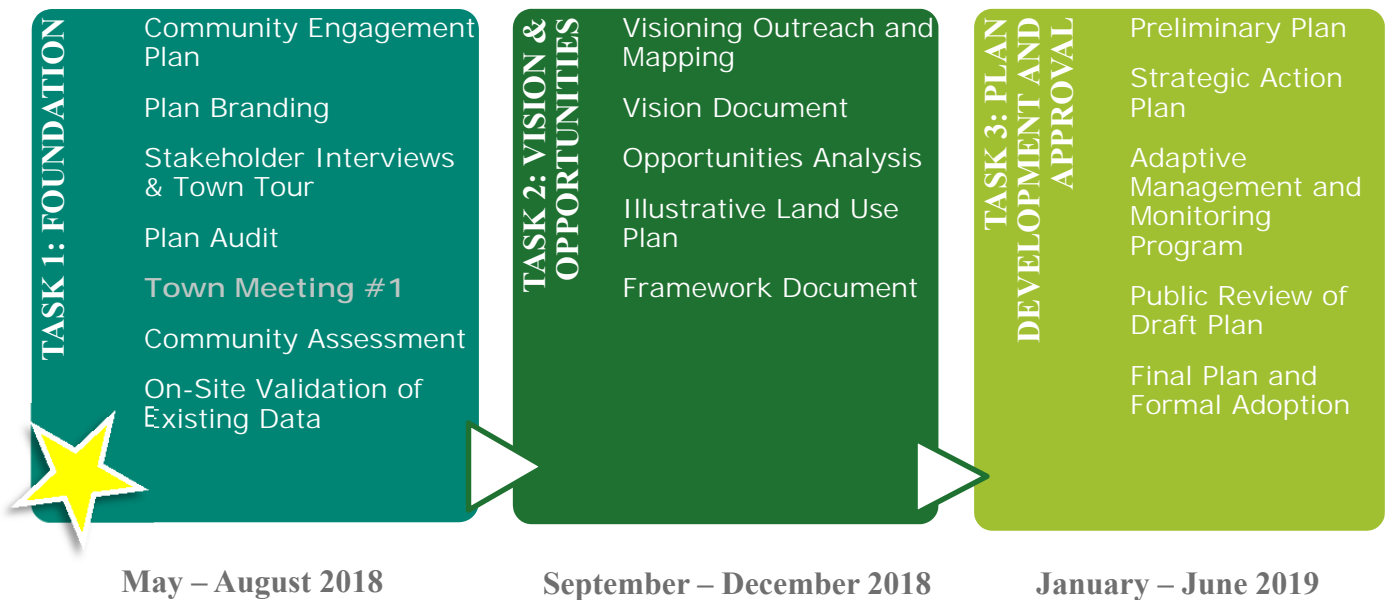 TASK 1: FOUNDATION
Community Engagement
Plan
Plan Branding
Stakeholder Interviews
& Town Tour
Plan Audit
Town Meeting #1
Community Assessment
On-Site Validation of
Existing Data
May – August 2018
TASK 2: VISION &
OPPORTUNITIES
Visioning Outreach and
Mapping
Vision Document
Opportunities Analysis
Illustrative Land Use
Plan
Framework Document
September – December 2018
TASK 3: PLAN
DEVELOPMENT AND
APPROVAL
Preliminary Plan
Strategic Action
Plan
Adaptive
Management and
Monitoring
Program
Public Review of
Draft Plan
Final Plan and
Formal Adoption
January – June 2019